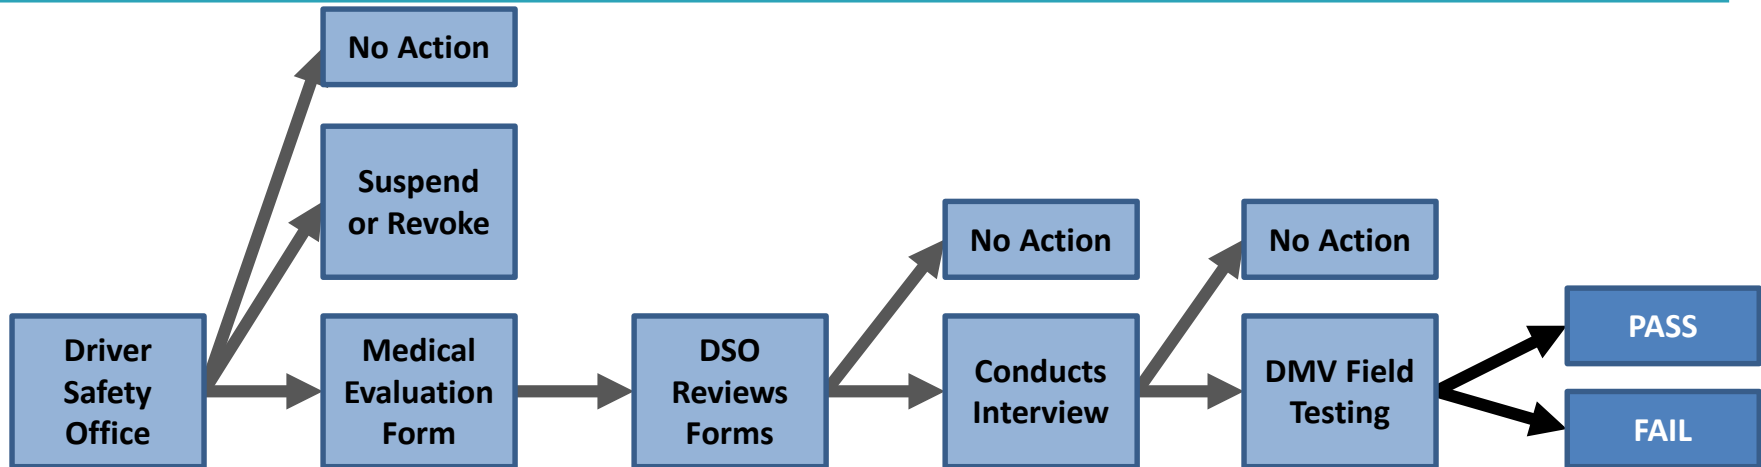 No Action
Suspend
or Revoke
No Action
No Action
Driver
Safety
Office
Medical
Evaluation
Form
DSO
Reviews
Forms
Conducts
Interview
DMV Field
Testing
PASS
FAIL